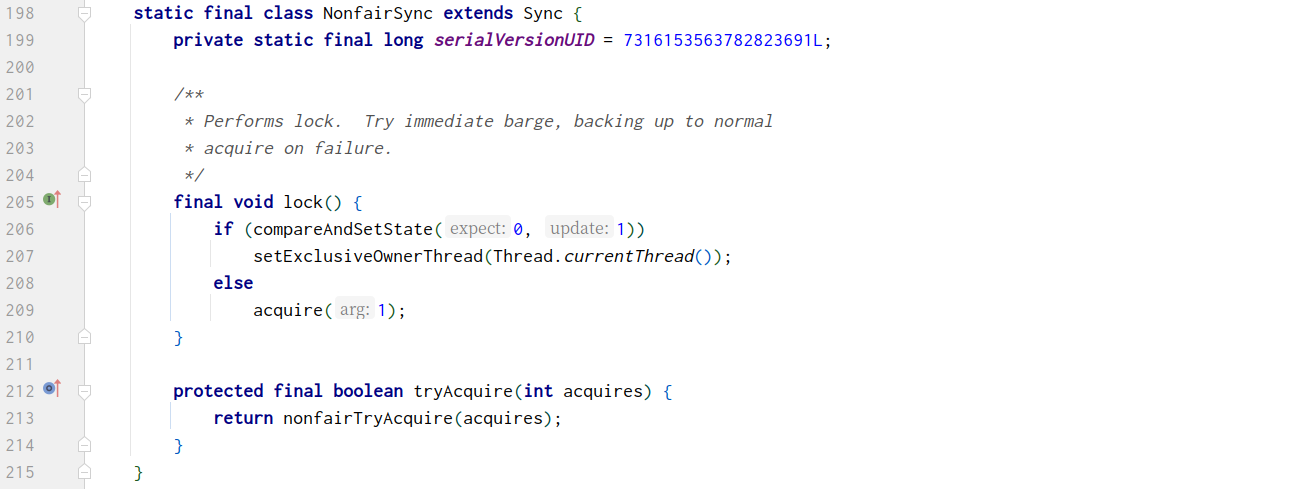 198 static final class NonfairSync extends Sync {
199 private static final long serialVersionUID = 7316153563782823691L;
200
201 /**
202 * Performs lock.  Try immediate barge, backing up to normal
203 * acquire on failure.
204 */
205 final void lock() {
206 if (compareAndSetState( expect: 0, update: 1))
207 setExclusiveOwnerThread(Thread.currentThread());
208 else
209 acquire( arg: 1);
210 }
211
212 protected final boolean tryAcquire(int acquires) {
213 return nonfairTryAcquire(acquires);
214 }
215 }